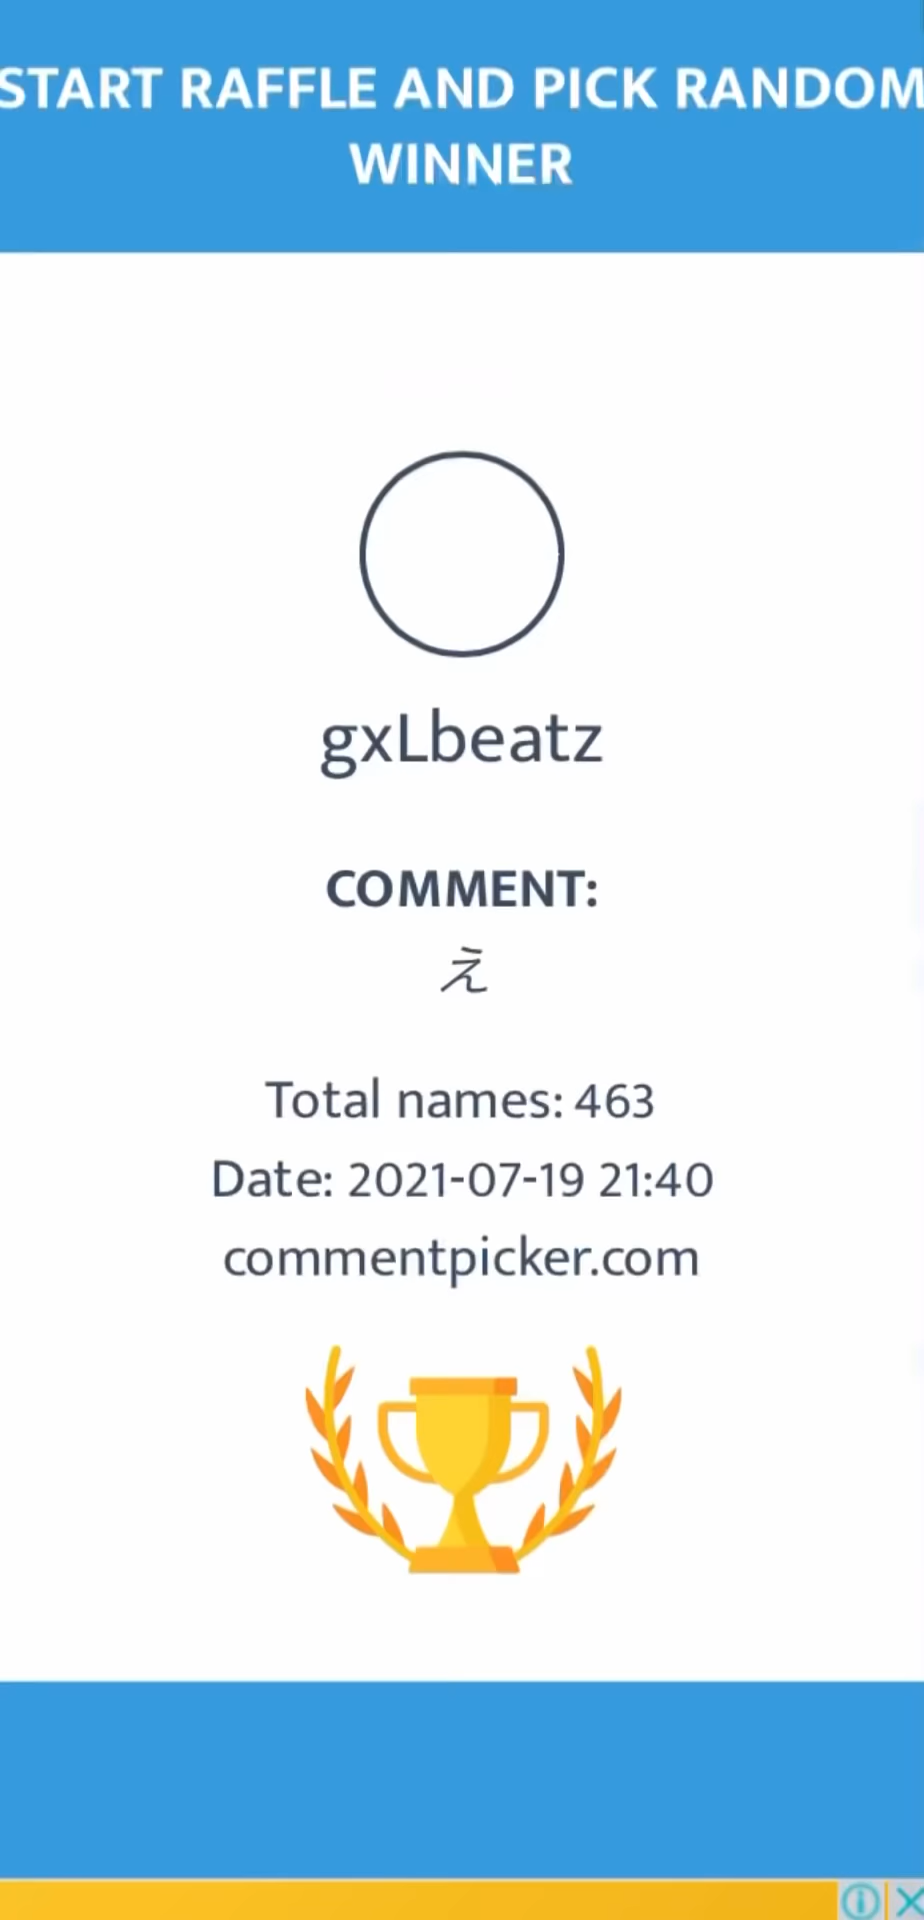 START RAFFLE AND PICK RANDOM
WINNER
gxLbeatz
COMMENT:
え
Total names: 463
Date: 2021-07-19 21:40
commentpicker.com